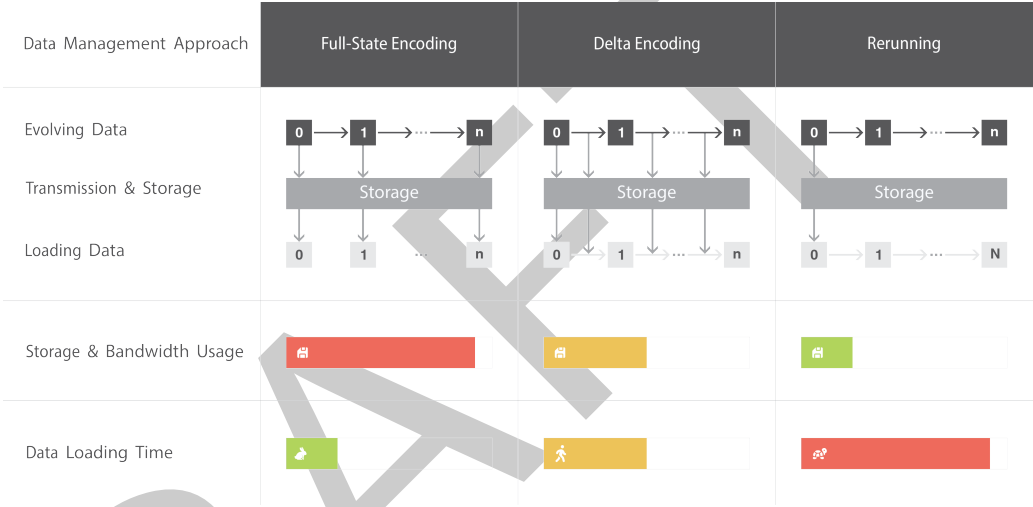 Data Management Approach Full-State Encoding Delta Encoding Rerunning
Evolving Data 0 1 ... n 0 1 ... n 0 1 ... n
Transmission & Storage Storage Storage Storage
Loading Data 0 1 ... n 0 1 ... n 0 1 ... N
Storage & Bandwidth Usage
Data Loading Time